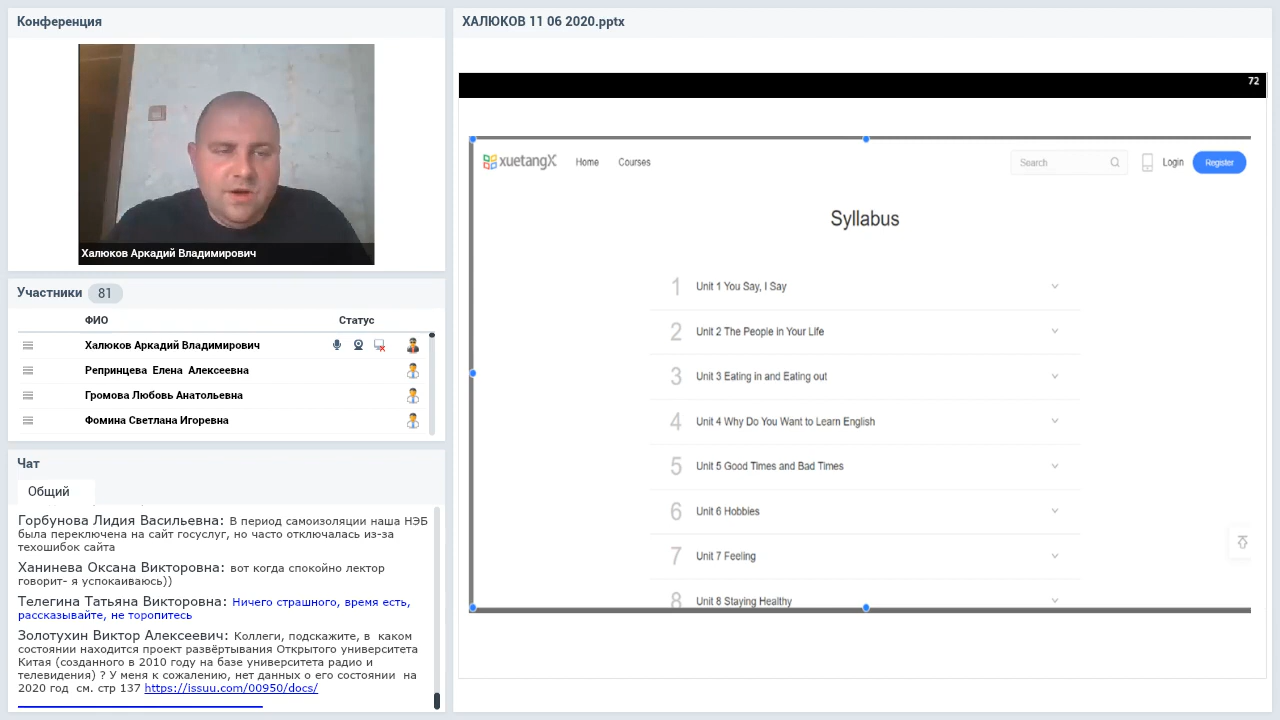 Конференция
Халюков Аркадий Владимирович
Участники 81
ФИО Статус
Халюков Аркадий Владимирович
Репринцева Елена Алексеевна
Громова Любовь Анатольевна
Фомина Светлана Игоревна
Чат
Общий
Горбунова Лидия Васильевна: В период самоизоляции наша НЭБ
была переключена на сайт госуслуг, но часто отключалась из-за
техошибок сайта
Ханинева Оксана Викторовна: вот когда спокойно лектор
говорит- я успокаиваюсь))
Телегина Татьяна Викторовна: Ничего страшного, время есть,
рассказывайте, не торопитесь
Золотухин Виктор Алексеевич: Коллеги, подскажите, в каком
состоянии находится проект развёртывания Открытого университета
Китая (созданного в 2010 году на базе университета радио и
телевидения) ? У меня к сожалению, нет данных о его состоянии на
2020 год см. стр 137 https://issuu.com/00950/docs/
ХАЛЮКОВ 11 06 2020.pptx
72
xuetangX Home Courses Search Login Register
Syllabus
1 Unit 1 You Say, I Say
2 Unit 2 The People in Your Life
3 Unit 3 Eating in and Eating out
4 Unit 4 Why Do You Want to Learn English
5 Unit 5 Good Times and Bad Times
6 Unit 6 Hobbies
7 Unit 7 Feeling
8 Unit 8 Staying Healthy